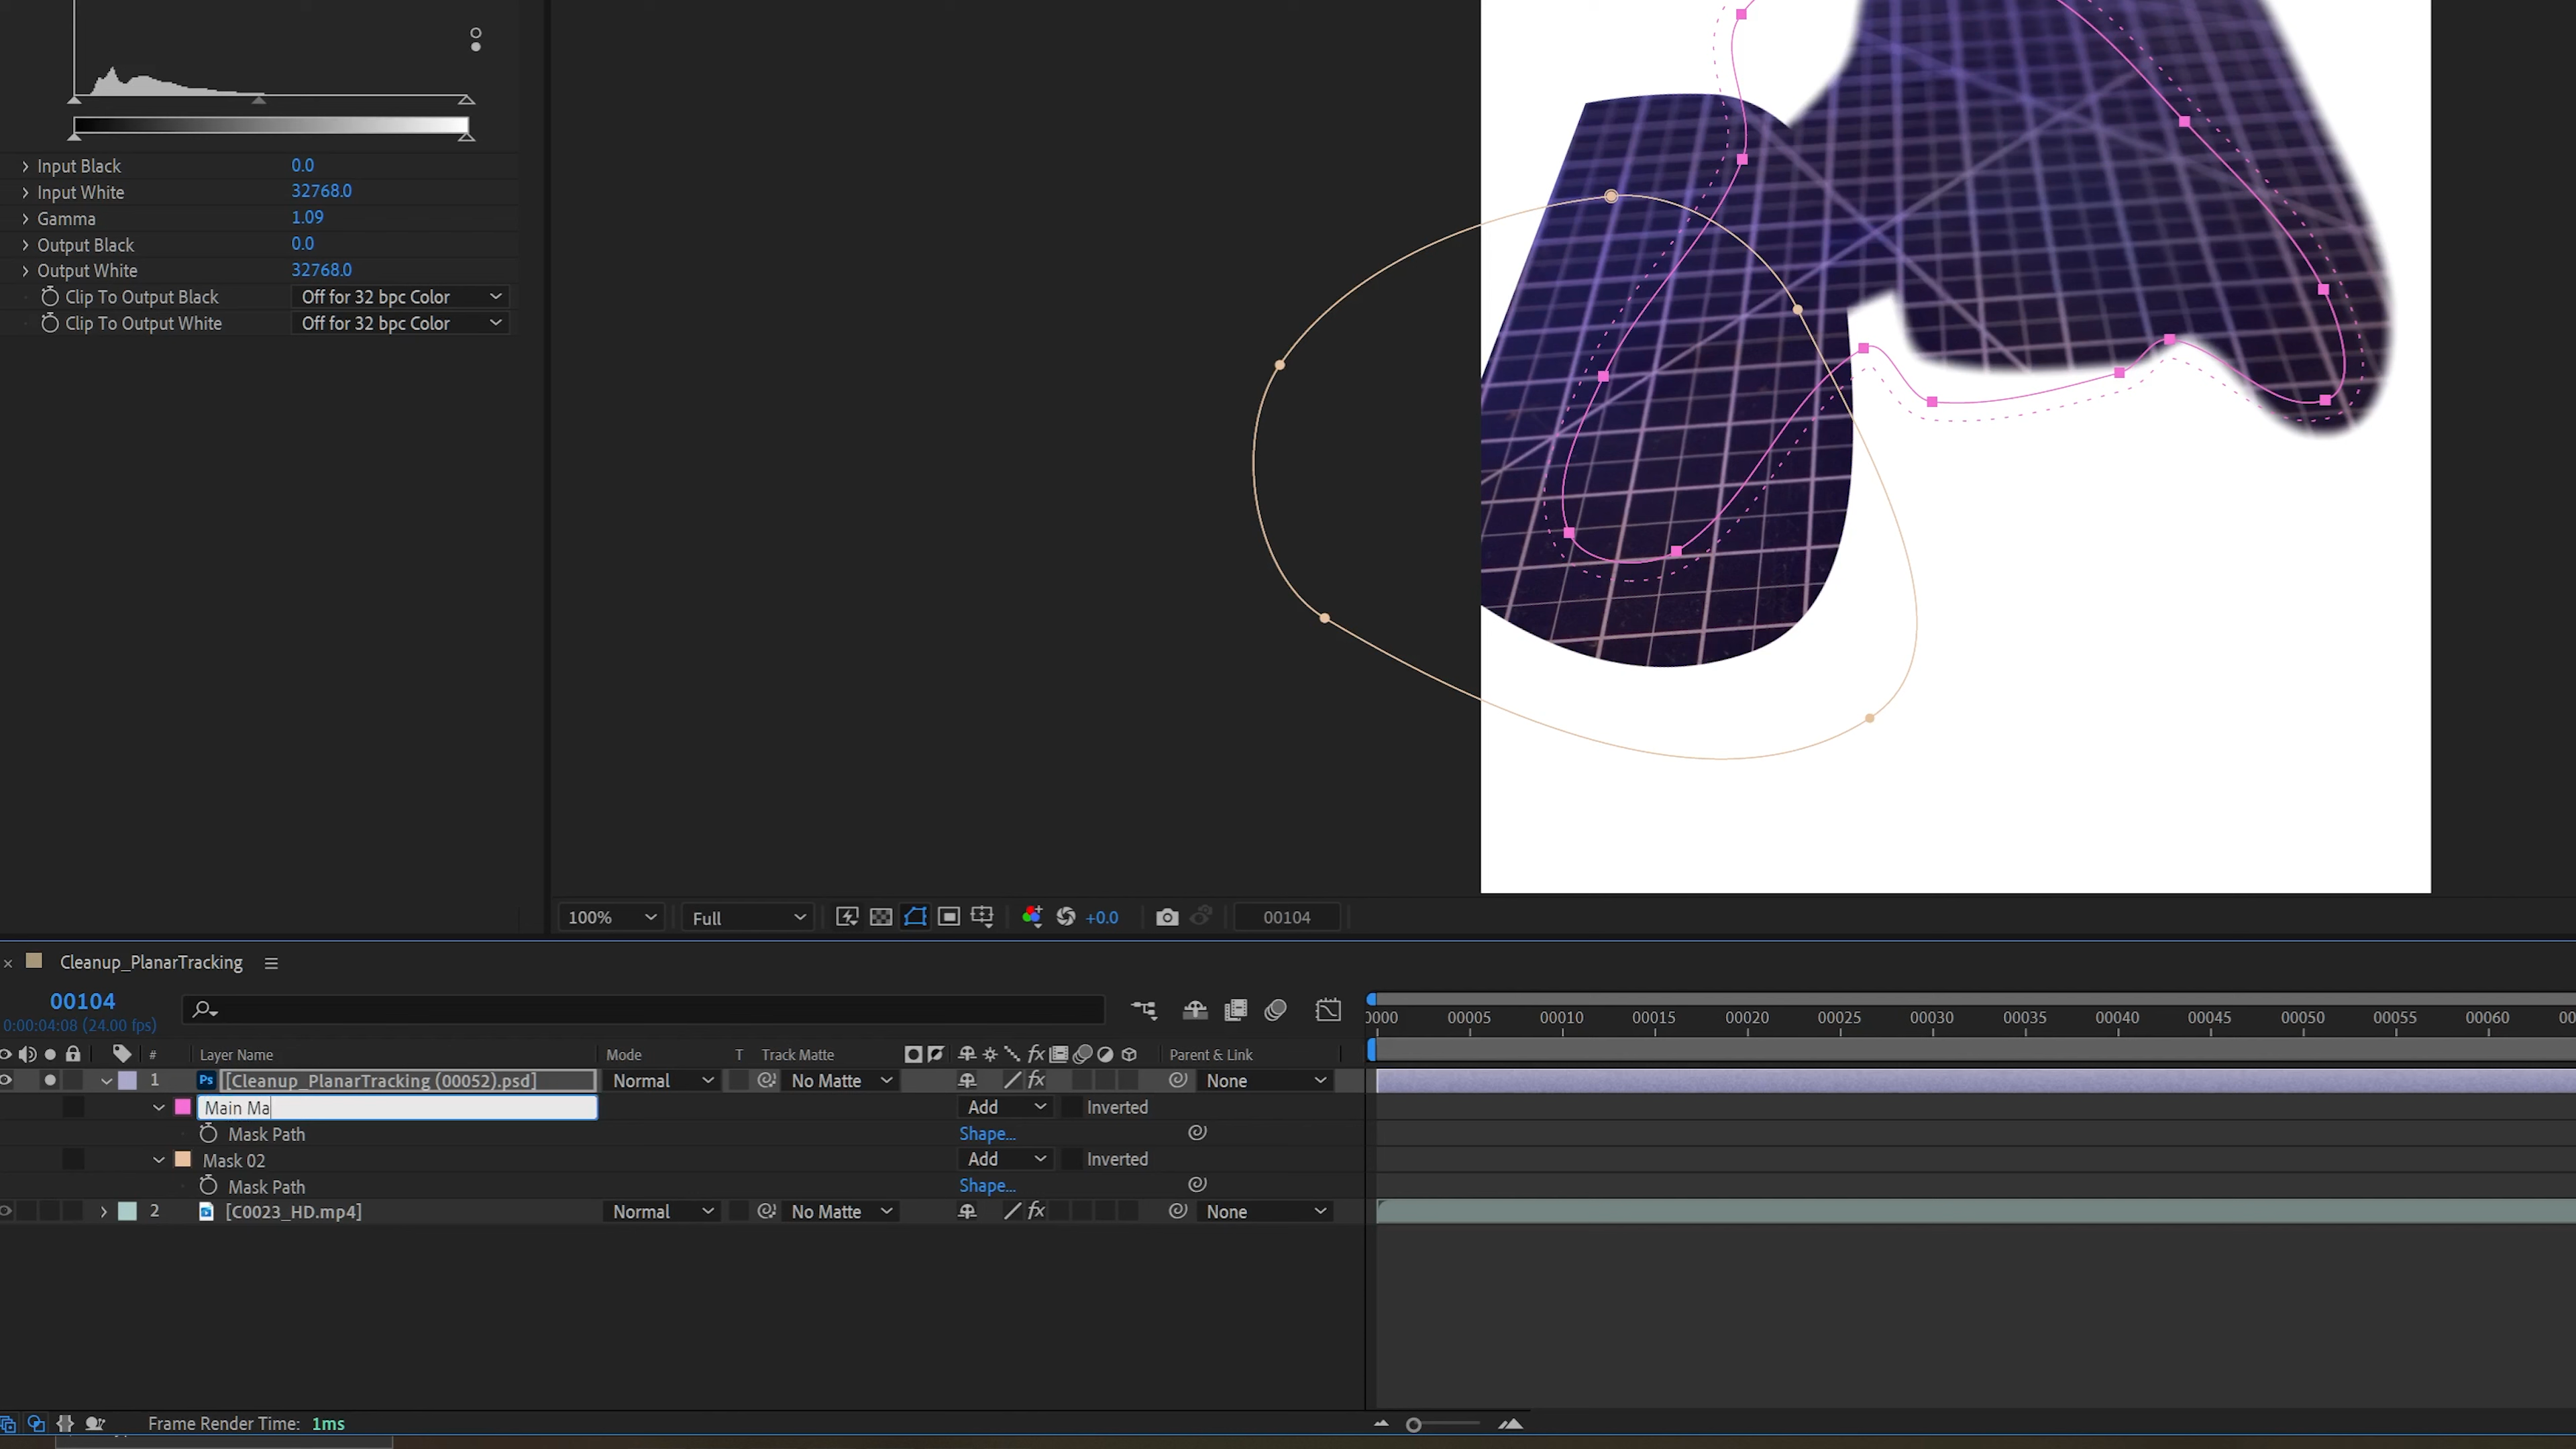 Input Black 0.0
Input White 32768.0
Gamma 1.09
Output Black 0.0
Output White 32768.0
Clip To Output Black Off for 32 bpc Color
Clip To Output White Off for 32 bpc Color
100% Full +0.0 00104
Cleanup_PlanarTracking
00104
0:00:04:08 (24.00 fps)
0000 00005 00010 00015 00020 00025 00030 00035 00040 00045 00050 00055 00060 00
# Layer Name Mode T Track Matte fx Parent & Link
1 Ps [Cleanup_PlanarTracking (00052).psd] Normal No Matte fx None
Main Ma Add Inverted
Mask Path Shape...
Mask 02 Add Inverted
Mask Path Shape...
2 [C0023_HD.mp4] Normal No Matte fx None
Frame Render Time: 1ms